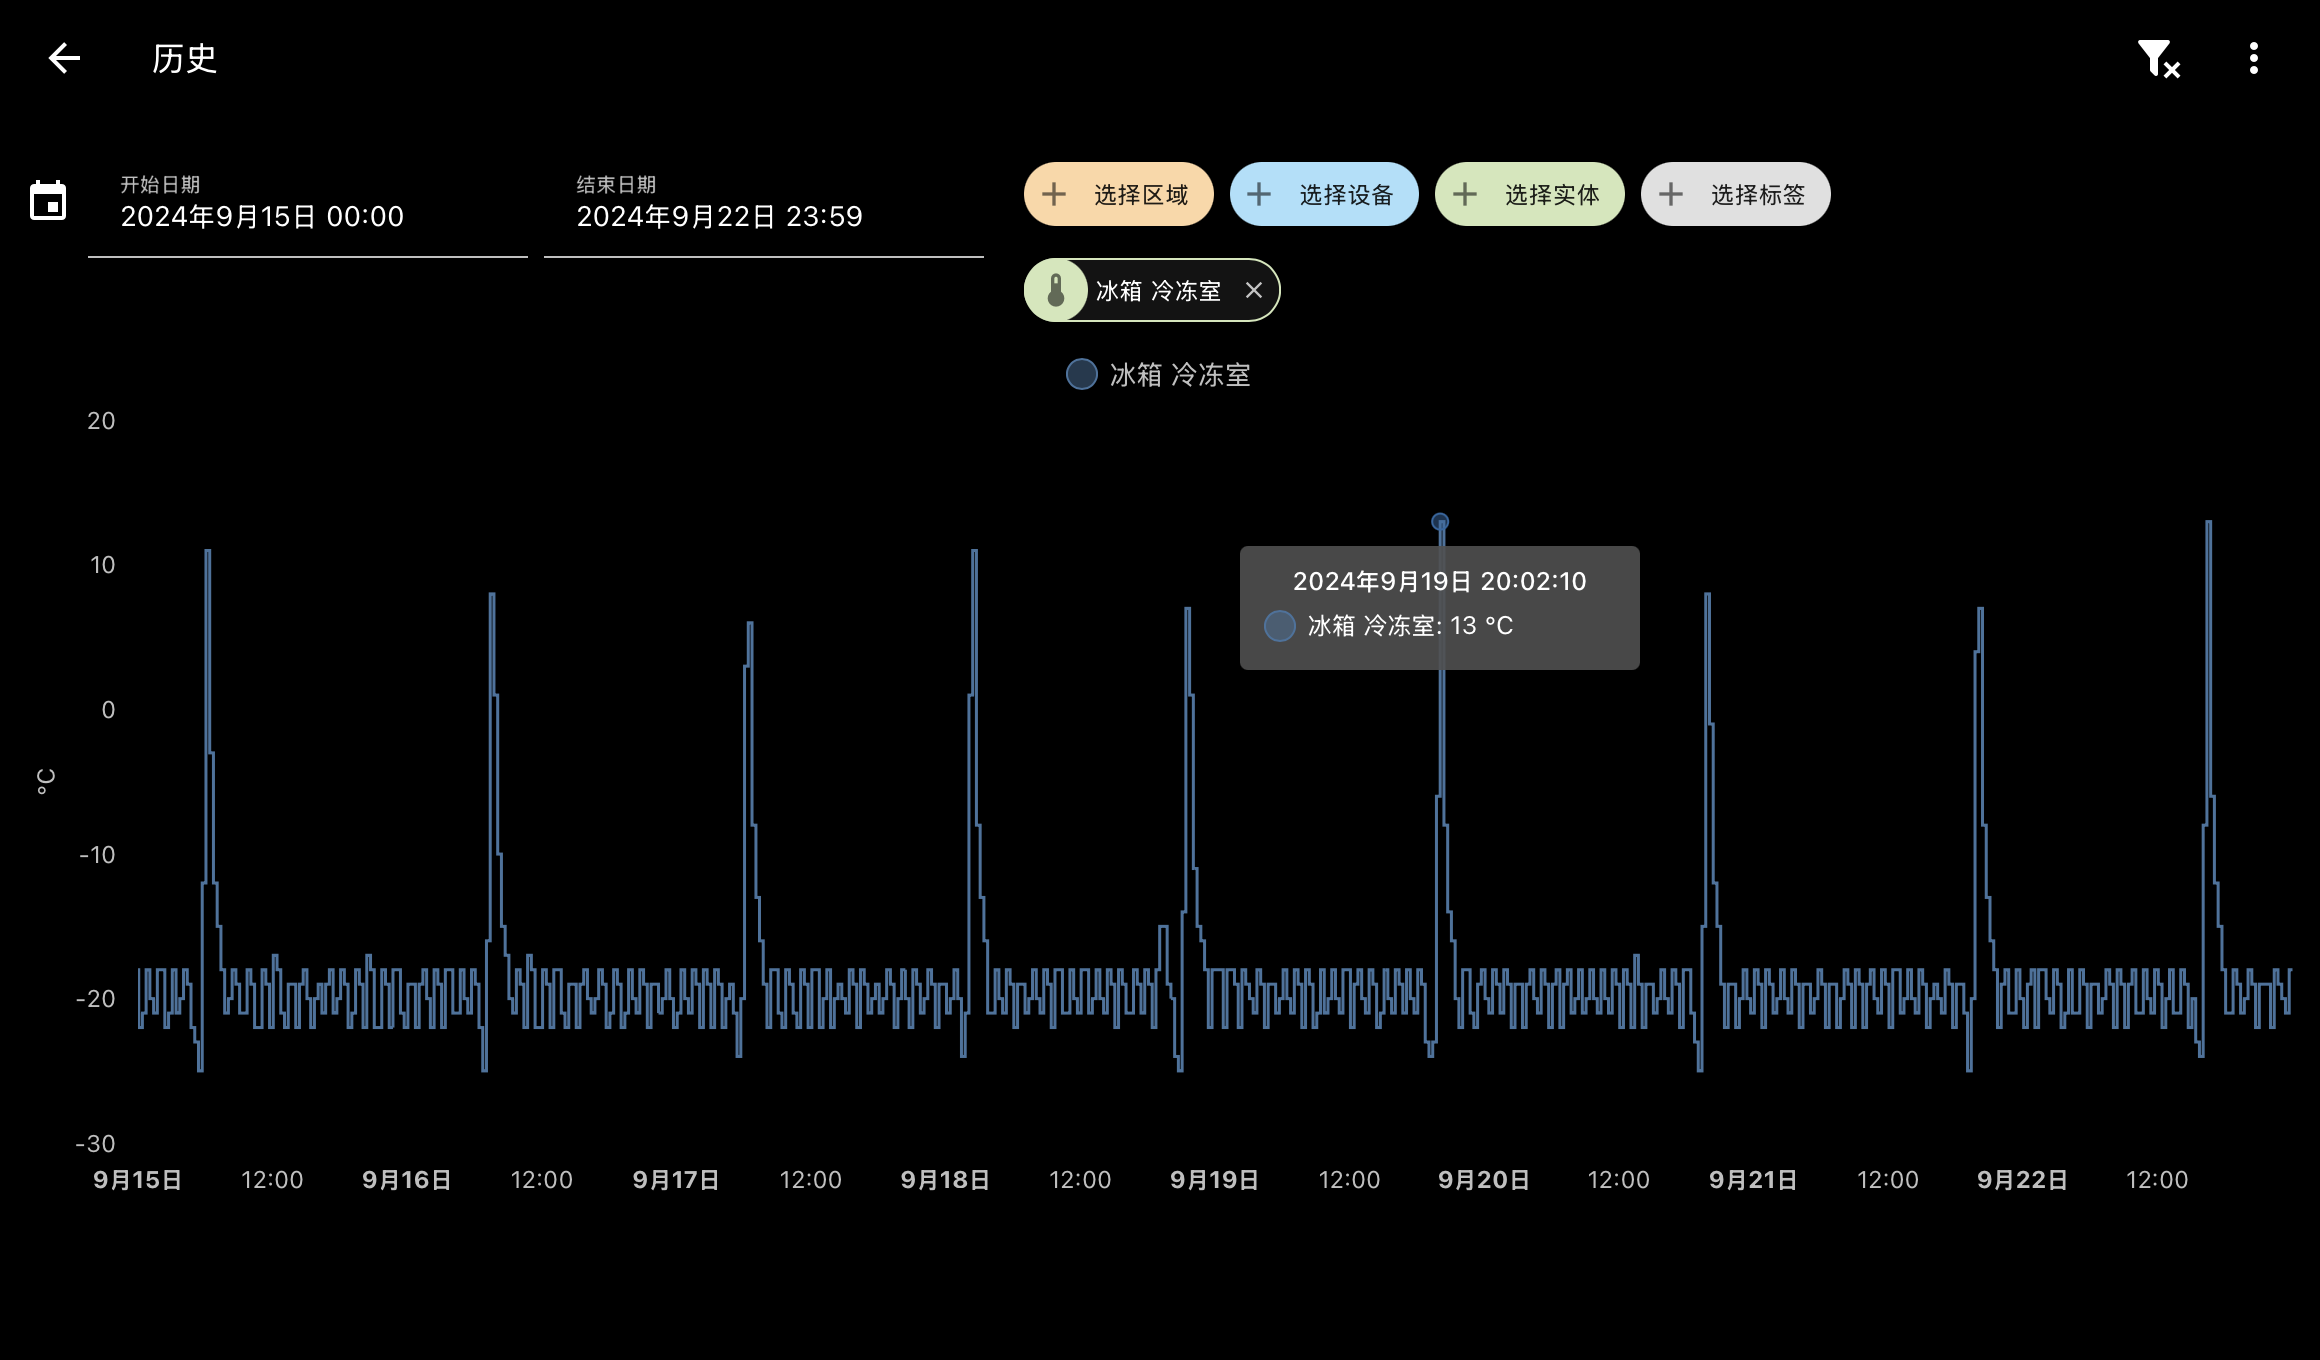 历史
开始日期
2024年9月15日 00:00
结束日期
2024年9月22日 23:59
选择区域
选择设备
选择实体
选择标签
冰箱 冷冻室
冰箱 冷冻室
20
10
0
-10
-20
-30
°C
2024年9月19日 20:02:10
冰箱 冷冻室: 13 °C
9月15日 12:00 9月16日 12:00 9月17日 12:00 9月18日 12:00 9月19日 12:00 9月20日 12:00 9月21日 12:00 9月22日 12:00